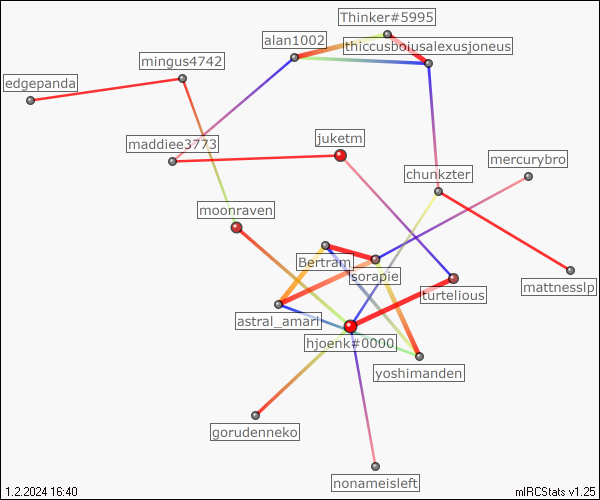 Thinker#5995
alan1002
thiccusboiusalexusjoneus
mingus4742
edgepanda
juketm
maddiee3773
mercurybro
chunkzter
moonraven
Bertram
sorapie
mattnesslp
turtelious
astral_amari
hjoenk#0000
yoshimanden
gorudenneko
nonameisleft
1.2.2024 16:40
mIRCStats v1.25